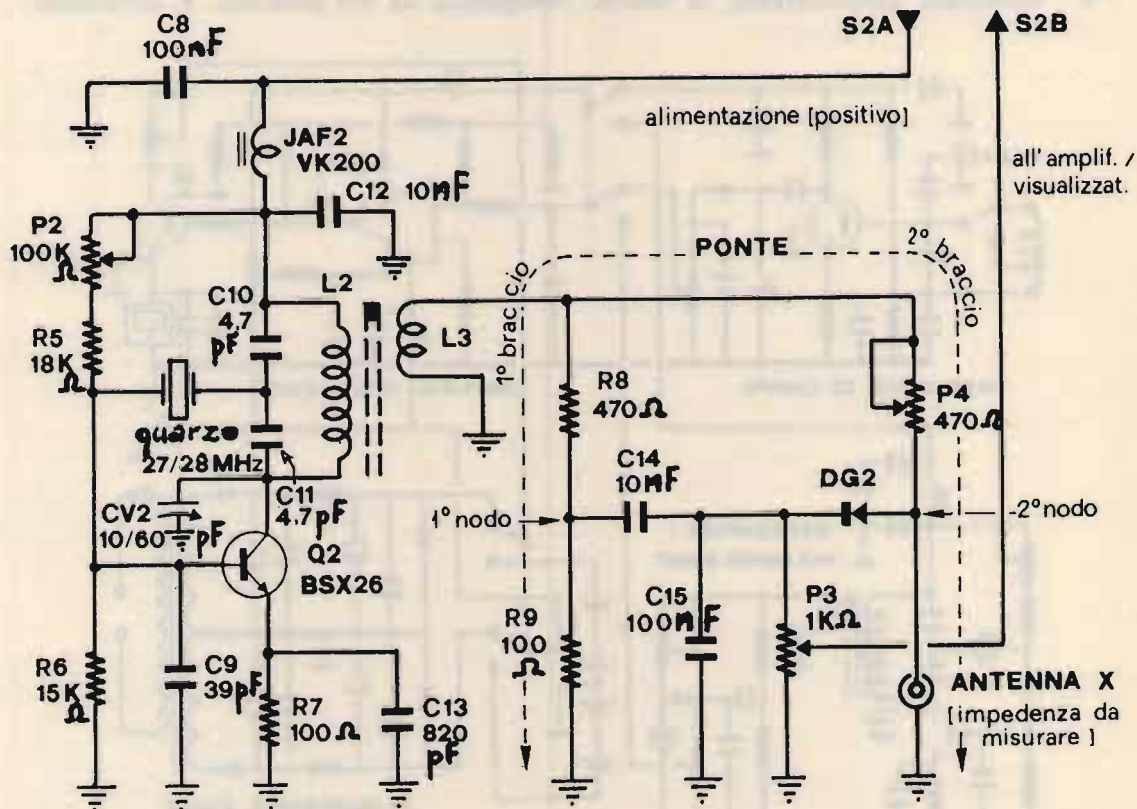 C8
100nF
S2A
S2B
alimentazione [positivo]
JAF2
VK200
all'amplif. /
visualizzat.
C12
10nF
P2
100K
Ω
PONTE
1° braccio
2° braccio
L2
C10
4,7
pF
L3
R5
18K
Ω
R8
470Ω
P4
470Ω
quarzo
27/28MHz
C11
4,7pF
C14
10nF
DG2
CV2
10/60 pF
1° nodo
2° nodo
Q2
BSX26
C15
100nF
P3
1KΩ
R9
100
Ω
R6
15K
Ω
C9
39pF
R7
100Ω
C13
820
pF
ANTENNA X
[impedenza da
misurare ]